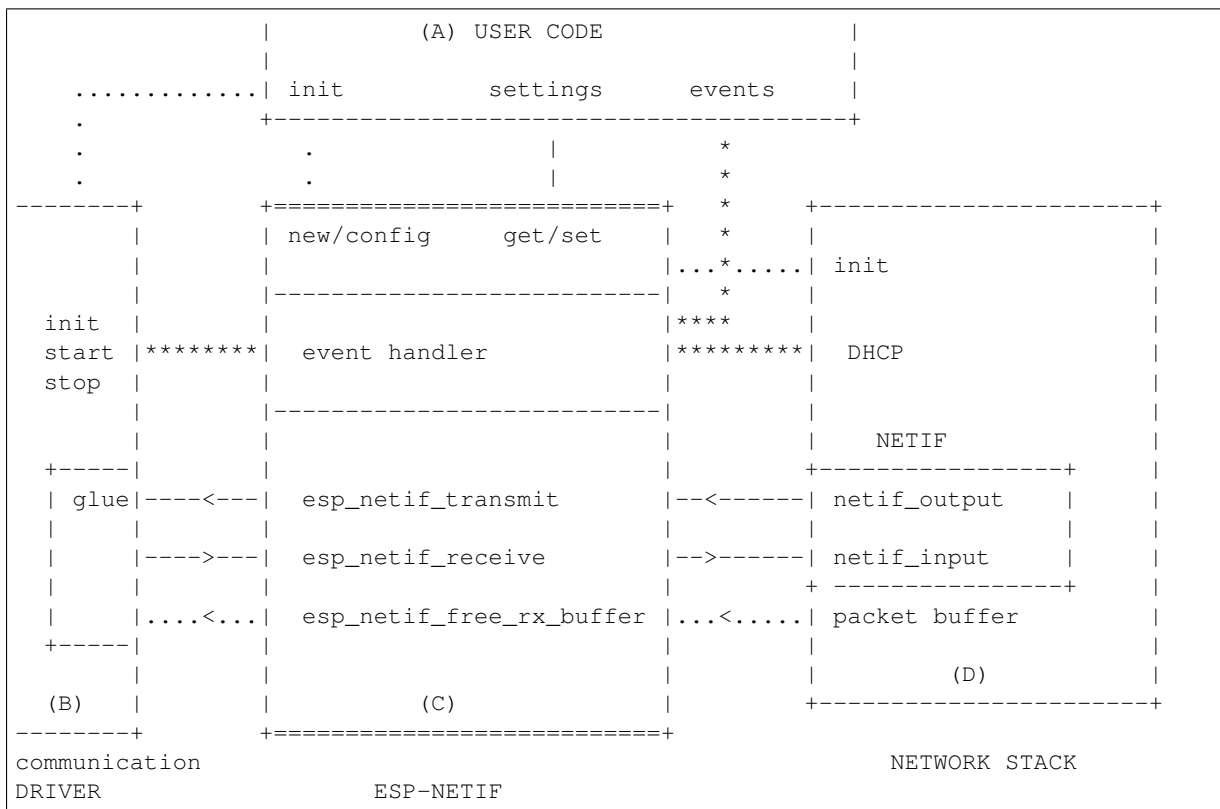 (A) USER CODE
init settings events
new/config get/set
init
init
start event handler DHCP
stop
NETIF
glue esp_netif_transmit netif_output
esp_netif_receive netif_input
esp_netif_free_rx_buffer packet buffer
(D)
(B) (C)
communication NETWORK STACK
DRIVER ESP-NETIF